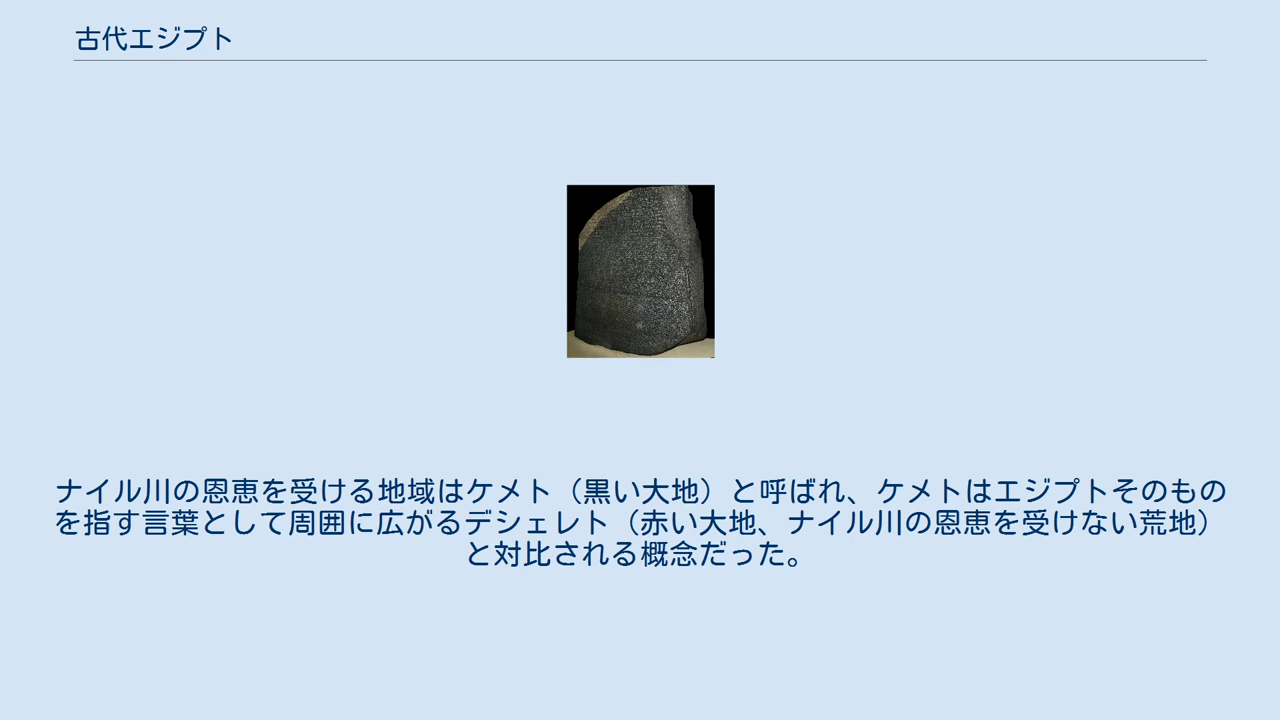 古代エジプト
ナイル川の恩恵を受ける地域はケメト（黒い大地）と呼ばれ、ケメトはエジプトそのもの
を指す言葉として周囲に広がるデシェレト（赤い大地、ナイル川の恩恵を受けない荒地）
と対比される概念だった。